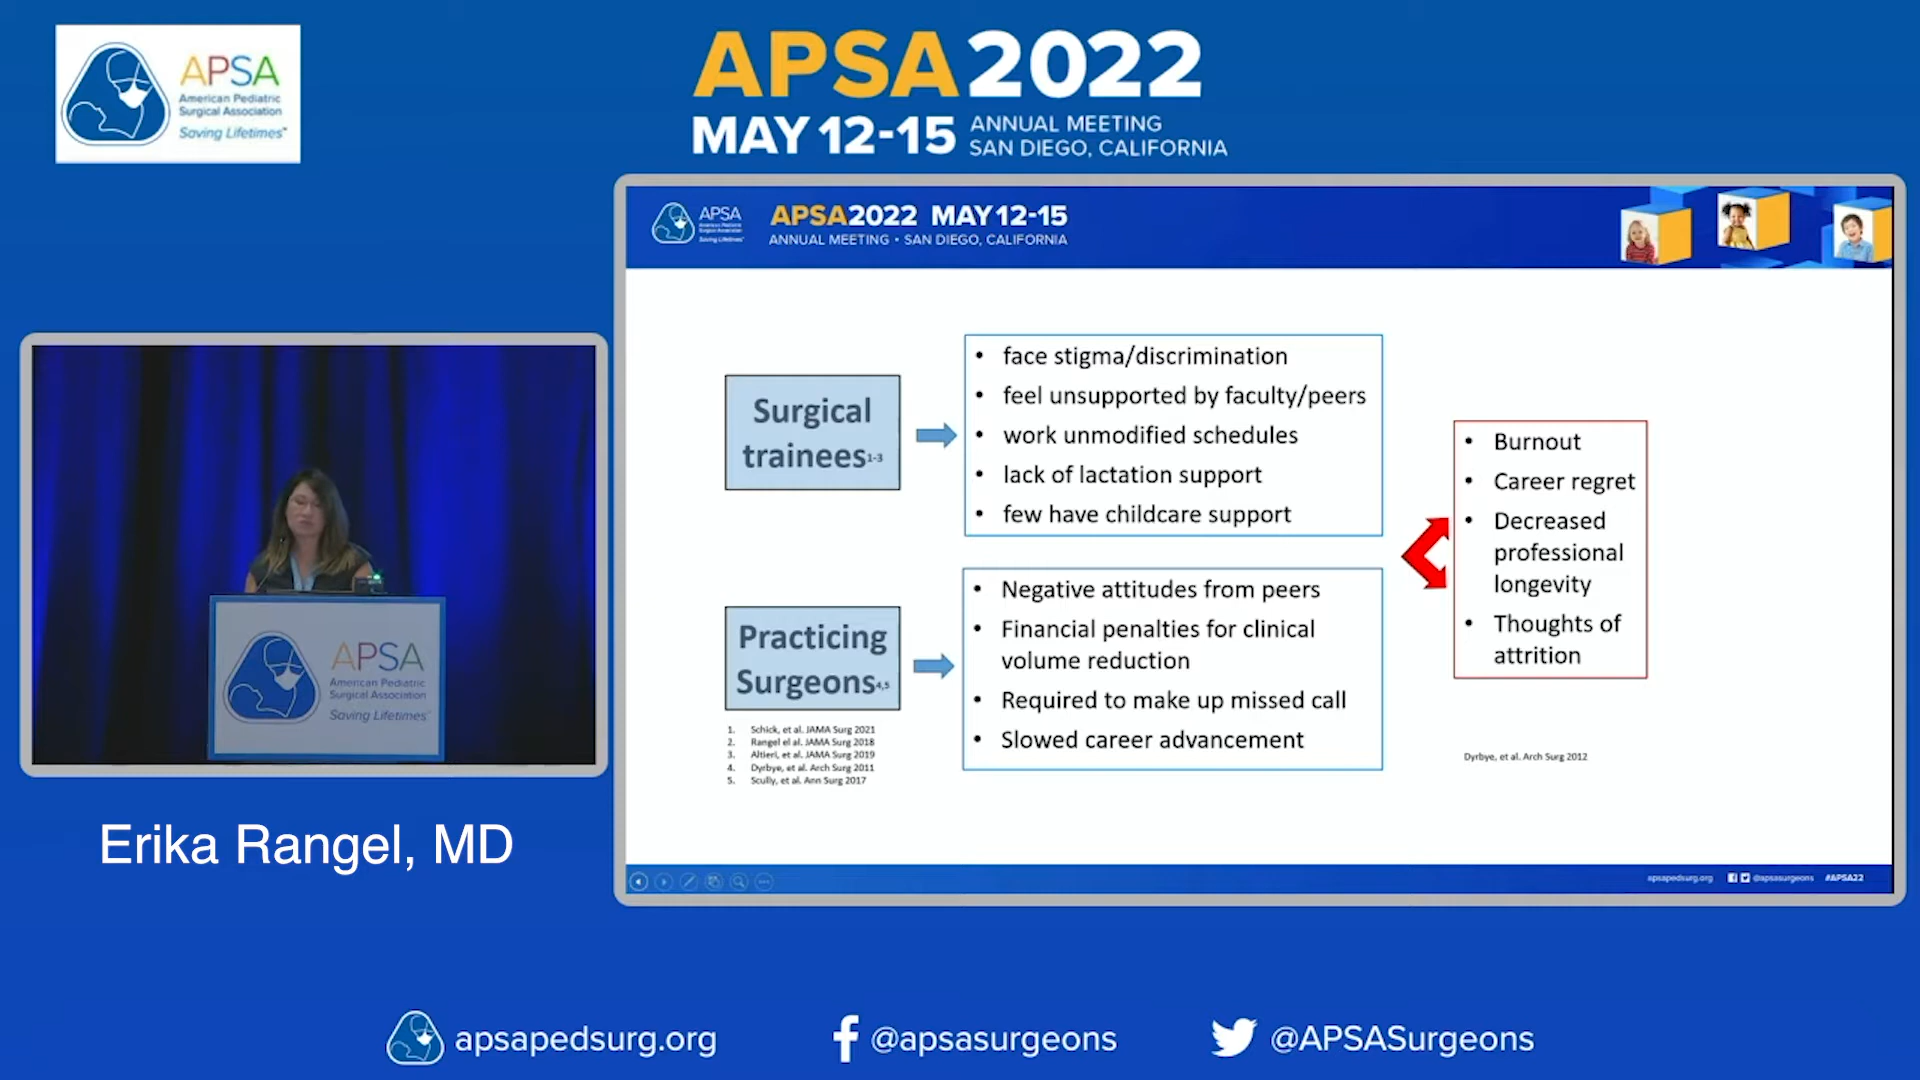 APSA
American Pediatric
Surgical Association
Saving Lifetimes™
APSA 2022
MAY 12-15
ANNUAL MEETING
SAN DIEGO, CALIFORNIA
APSA
Saving Lifetimes
APSA2022 MAY 12-15
ANNUAL MEETING • SAN DIEGO, CALIFORNIA
Surgical
trainees1-3
• face stigma/discrimination
• feel unsupported by faculty/peers
• work unmodified schedules
• lack of lactation support
• few have childcare support
Practicing
Surgeons4,5
• Negative attitudes from peers
• Financial penalties for clinical
volume reduction
• Required to make up missed call
• Slowed career advancement
• Burnout
• Career regret
• Decreased
professional
longevity
• Thoughts of
attrition
1. Schick, et al. JAMA Surg 2021
2. Rangel el al. JAMA Surg 2018
3. Altieri, et al. JAMA Surg 2019
4. Dyrbye, et al. Arch Surg 2011
5. Scully, et al. Ann Surg 2017
Dyrbye, et al. Arch Surg 2012
apsapedsurg.org
@apsasurgeons
#APSA22
APSA
American Pediatric
Surgical Association
Saving Lifetimes™
Erika Rangel, MD
apsapedsurg.org
@apsasurgeons
@APSASurgeons